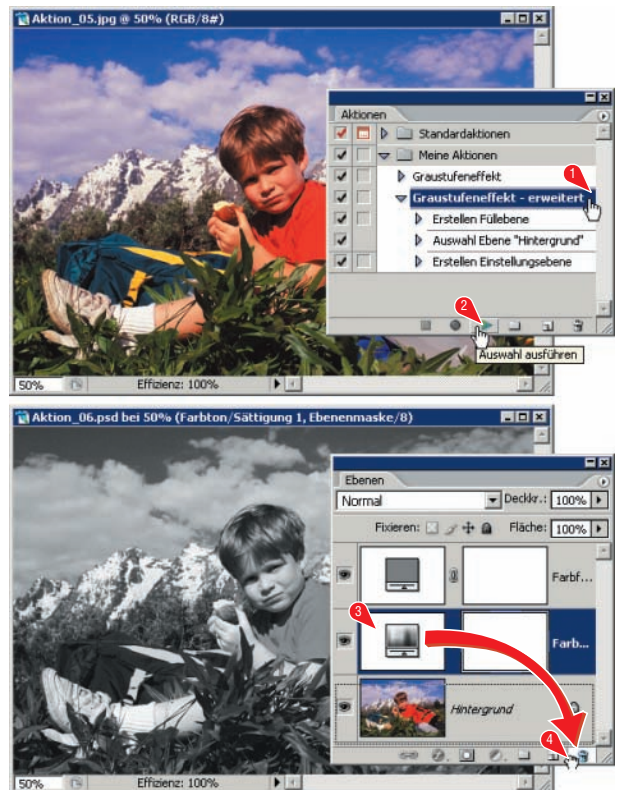 Aktion_05.jpg @ 50% (RGB/8#)
Aktionen
Standardaktionen
Meine Aktionen
Graustufeneffekt
1
Graustufeneffekt - erweitert
Erstellen Füllebene
Auswahl Ebene "Hintergrund"
Erstellen Einstellungsebene
2
Auswahl ausführen
50%
Effizienz: 100%
Aktion_06.psd bei 50% (Farbton/Sättigung 1, Ebenenmaske/8)
Ebenen
Normal
Deckkr.: 100%
Fixieren:
Fläche: 100%
Farbf...
3
Farb...
Hintergrund
4
50%
Effizienz: 100%